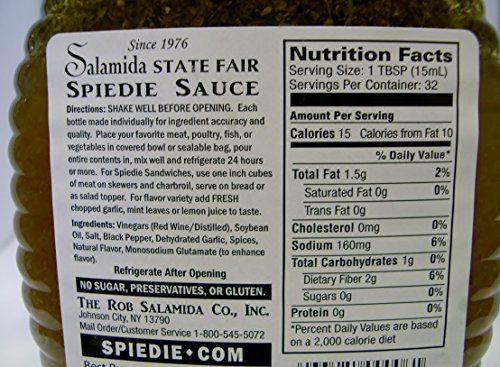 Since 1976
Salamida STATE FAIR
SPIEDIE SAUCE
Directions: SHAKE WELL BEFORE OPENING. Each
bottle made individually for ingredient accuracy and
quality. Place your favorite meat, poultry, fish, or
vegetables in covered bowl or sealable bag, pour
entire contents in, mix well and refrigerate 24 hours
or more. For Spiedie Sandwiches, use one inch cubes
of meat on skewers and charbroil, serve on bread or
as salad topper. For flavor variety add FRESH
chopped garlic, mint leaves or lemon juice to taste.
Ingredients: Vinegars (Red Wine/Distilled), Soybean
Oil, Salt, Black Pepper, Dehydrated Garlic, Spices,
Natural Flavor, Monosodium Glutamate (to enhance
flavor).
Refrigerate After Opening
NO SUGAR, PRESERVATIVES, OR GLUTEN.
THE ROB SALAMIDA CO., INC.
Johnson City, NY 13790
Mail Order/Customer Service 1-800-545-5072
SPIEDIE•COM
Best
Nutrition Facts
Serving Size: 1 TBSP (15mL)
Servings Per Container: 32
Amount Per Serving
Calories 15 Calories from Fat 10
% Daily Value*
Total Fat 1.5g 2%
Saturated Fat 0g 0%
Trans Fat 0g
Cholesterol 0mg 0%
Sodium 160mg 6%
Total Carbohydrates 1g 0%
Dietary Fiber 2g 6%
Sugars 0g 0%
Protein 0g 0%
*Percent Daily Values are based
on a 2,000 calorie diet